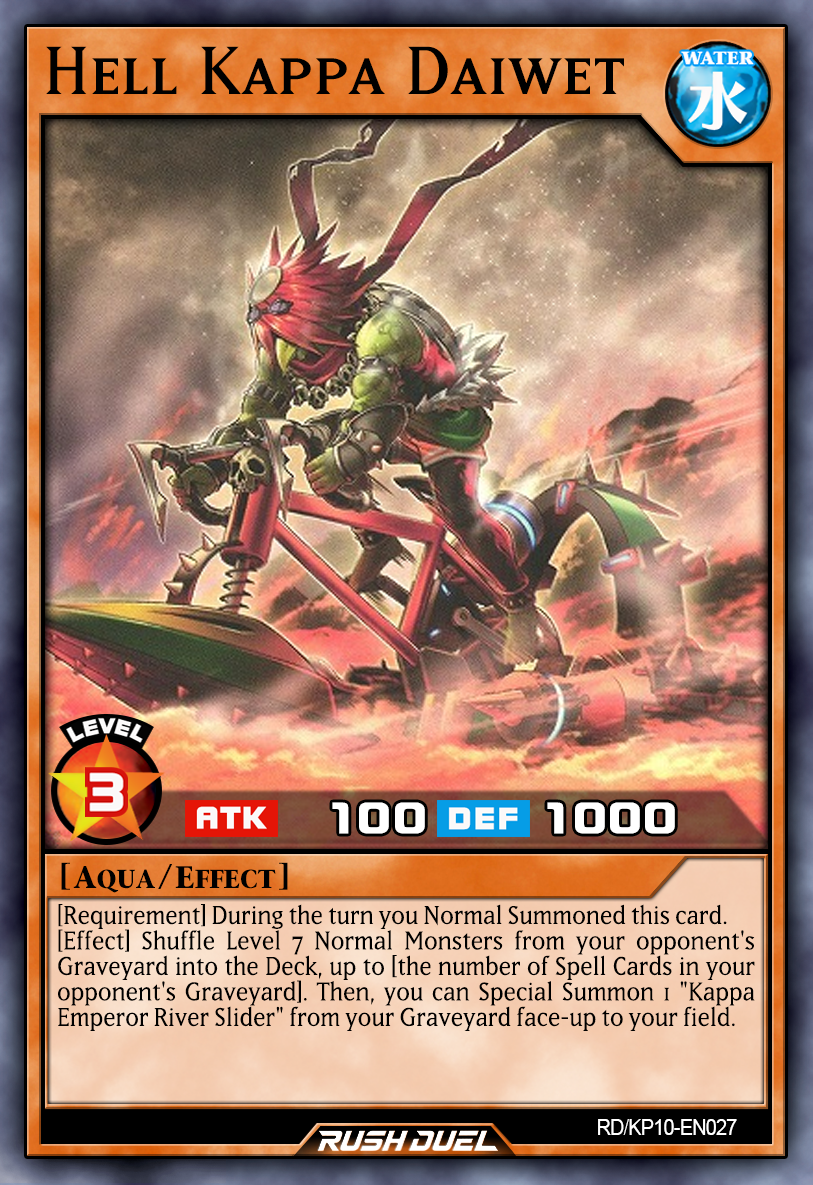 Hell Kappa Daiwet
WATER
水
LEVEL
3
ATK 100 DEF 1000
[Aqua/Effect]
[Requirement] During the turn you Normal Summoned this card.
[Effect] Shuffle Level 7 Normal Monsters from your opponent's
Graveyard into the Deck, up to [the number of Spell Cards in your
opponent's Graveyard]. Then, you can Special Summon 1 "Kappa
Emperor River Slider" from your Graveyard face-up to your field.
RD/KP10-EN027
RUSH DUEL